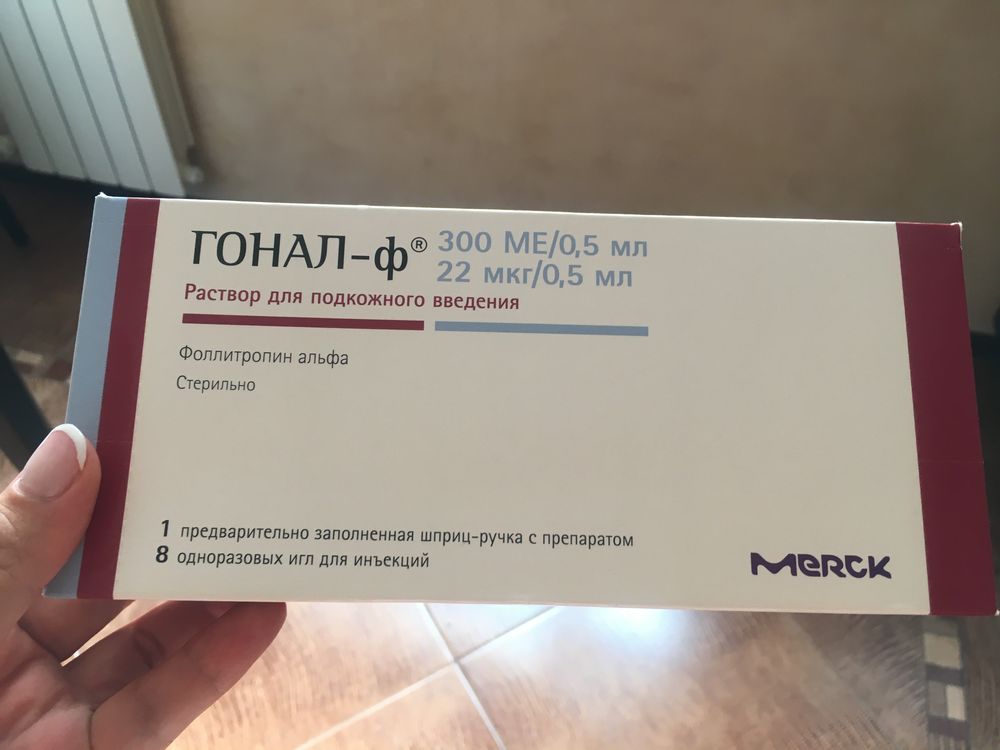 ГОНАЛ-ф® 300 МЕ/0,5 мл
22 мкг/0,5 мл
Раствор для подкожного введения
Фоллитропин альфа
Стерильно
1 предварительно заполненная шприц-ручка с препаратом
8 одноразовых игл для инъекций
MERCK